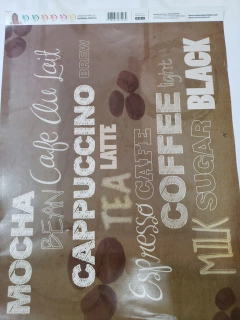 MOCHA
BEAN
Cafe Au Lait
CAPPUCCINO
BREW
TEA
LATTE
Espresso
CAFE
COFFEE
light
MILK
SUGAR
BLACK